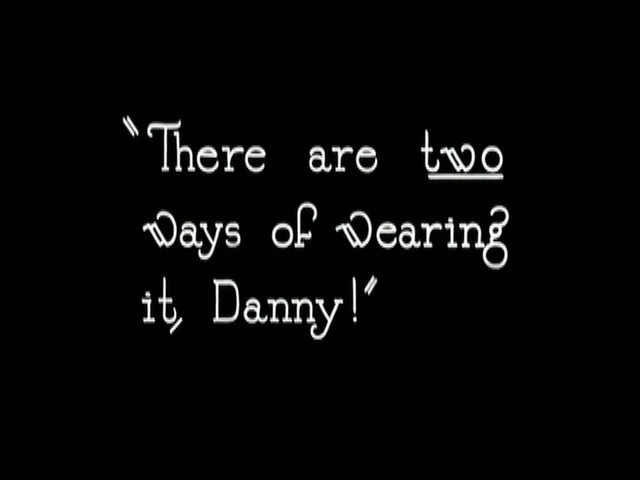 "There are two
ways of wearing
it, Danny!"